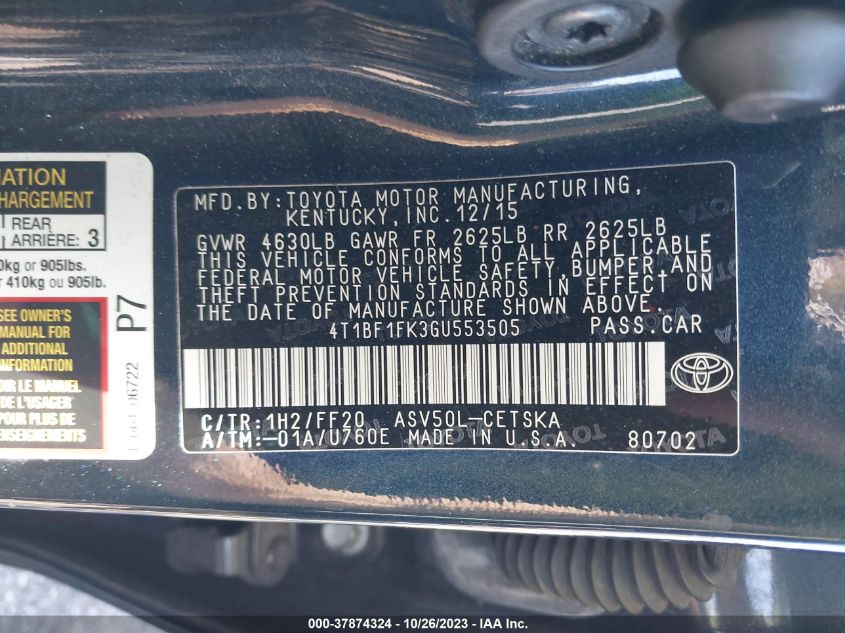 MATION
CHARGEMENT
REAR
ARRIÈRE: 3
0kg or 905lbs.
r 410kg ou 905lb.
SEE OWNER'S
MANUAL FOR
ADDITIONAL
INFORMATION
OIR LE MANUEL
DE L'USAGER
POUR PLUS DE
P7
06722
MFD.BY: TOYOTA MOTOR MANUFACTURING,
KENTUCKY, INC. 12/15
GVWR 4630LB GAWR FR 2625LB RR 2625LB
THIS VEHICLE CONFORMS TO ALL APPLICABLE
FEDERAL MOTOR VEHICLE SAFETY, BUMPER, AND
THEFT PREVENTION STANDARDS IN EFFECT ON
THE DATE OF MANUFACTURE SHOWN ABOVE.
4T1BF1FK3GU553505 PASS.CAR
C/TR: 1H2/FF20 ASV50L-CETSKA
A/TM: -01A/U760E MADE IN U.S.A. 80702
000-37874324 - 10/26/2023 - IAA Inc.